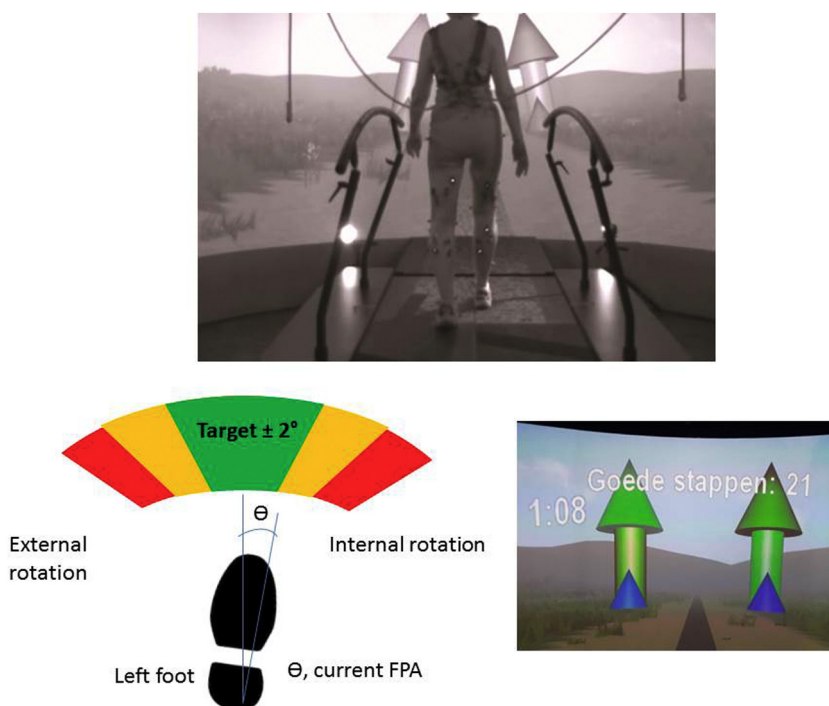 Target ± 2°
ϴ
External
rotation
Internal rotation
Left foot
ϴ, current FPA
Goede stappen: 21
1:08